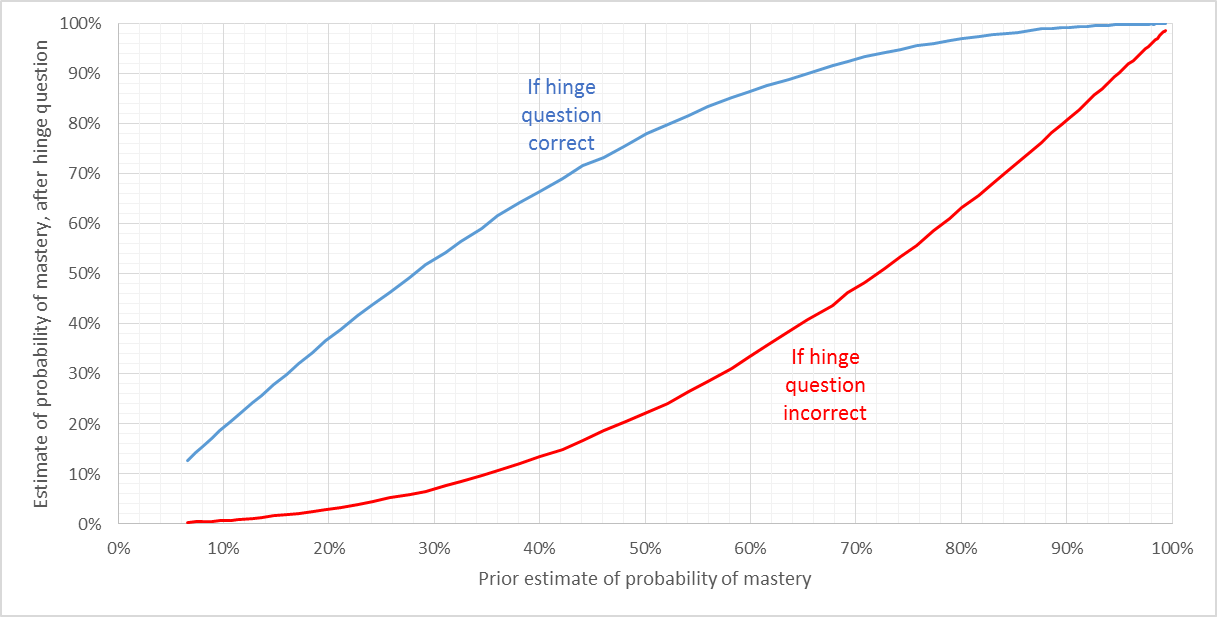 Estimate of probability of mastery, after hinge question
100%
90%
80%
70%
60%
50%
40%
30%
20%
10%
0%
If hinge
question
correct
If hinge
question
incorrect
0%
10%
20%
30%
40%
50%
60%
70%
80%
90%
100%
Prior estimate of probability of mastery